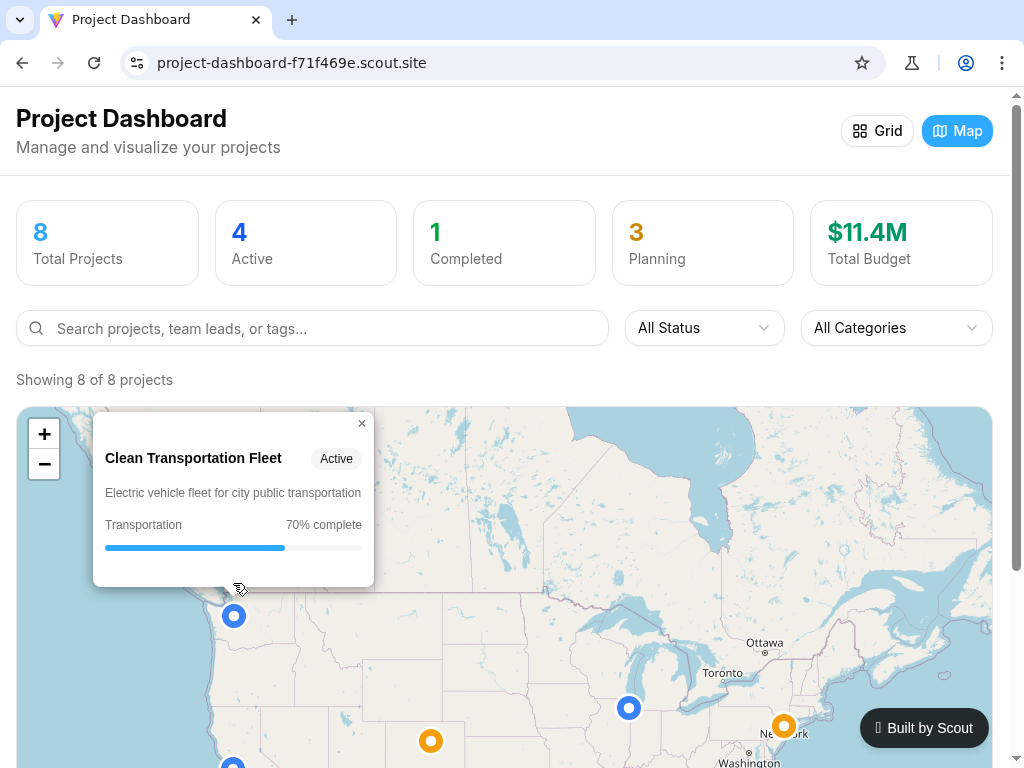 Project Dashboard
project-dashboard-f71f469e.scout.site
Project Dashboard
Manage and visualize your projects
Grid
Map
8
Total Projects
4
Active
1
Completed
3
Planning
$11.4M
Total Budget
Search projects, team leads, or tags...
All Status
All Categories
Showing 8 of 8 projects
+
−
×
Clean Transportation Fleet
Active
Electric vehicle fleet for city public transportation
Transportation
70% complete
Ottawa
Toronto
Washington
Built by Scout